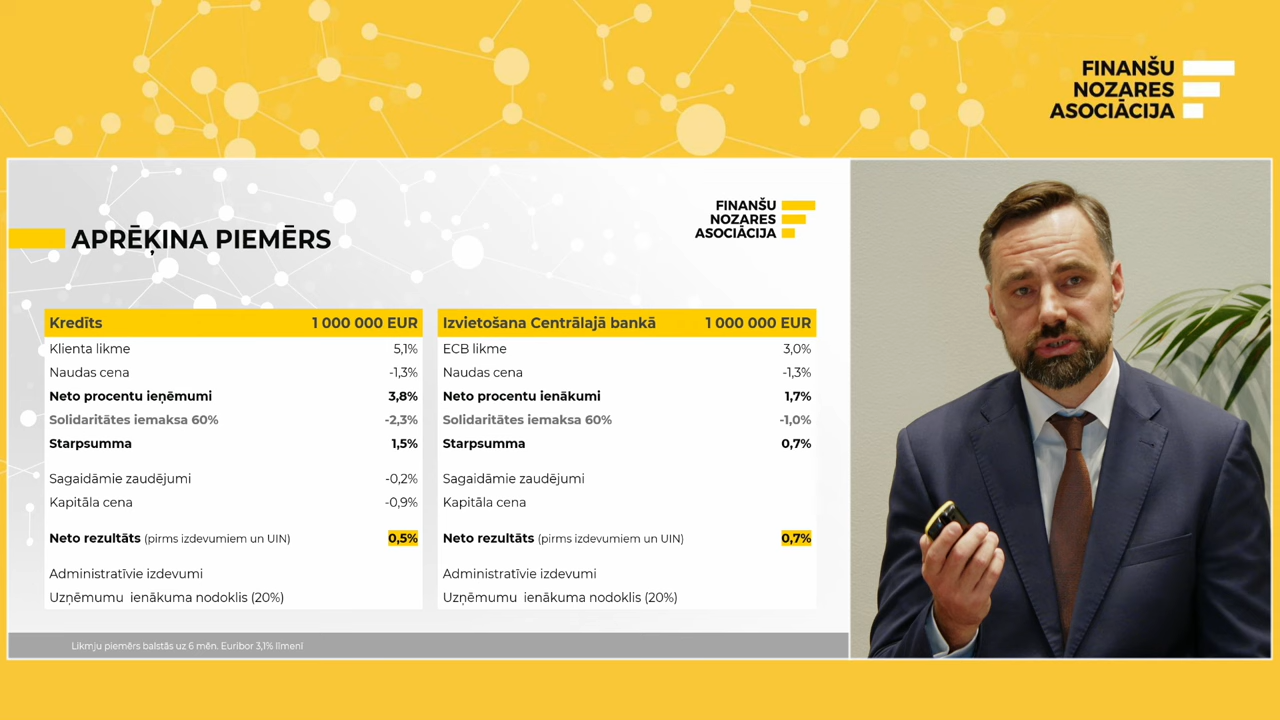 FINANŠU
NOZARES
ASOCIĀCIJA
FINANŠU
NOZARES
ASOCIĀCIJA
APRĒĶINA PIEMĒRS
Kredīts 1 000 000 EUR
Klienta likme 5,1%
Naudas cena -1,3%
Neto procentu ieņēmumi 3,8%
Solidaritātes iemaksa 60% -2,3%
Starpsumma 1,5%
Sagaidāmie zaudējumi -0,2%
Kapitāla cena -0,9%
Neto rezultāts (pirms izdevumiem un UIN) 0,5%
Administratīvie izdevumi
Uzņēmumu ienākuma nodoklis (20%)
Izvietošana Centrālajā bankā 1 000 000 EUR
ECB likme 3,0%
Naudas cena -1,3%
Neto procentu ienākumi 1,7%
Solidaritātes iemaksa 60% -1,0%
Starpsumma 0,7%
Sagaidāmie zaudējumi
Kapitāla cena
Neto rezultāts (pirms izdevumiem un UIN) 0,7%
Administratīvie izdevumi
Uzņēmumu ienākuma nodoklis (20%)
Likmju piemērs balstās uz 6 mēn. Euribor 3,1% līmenī